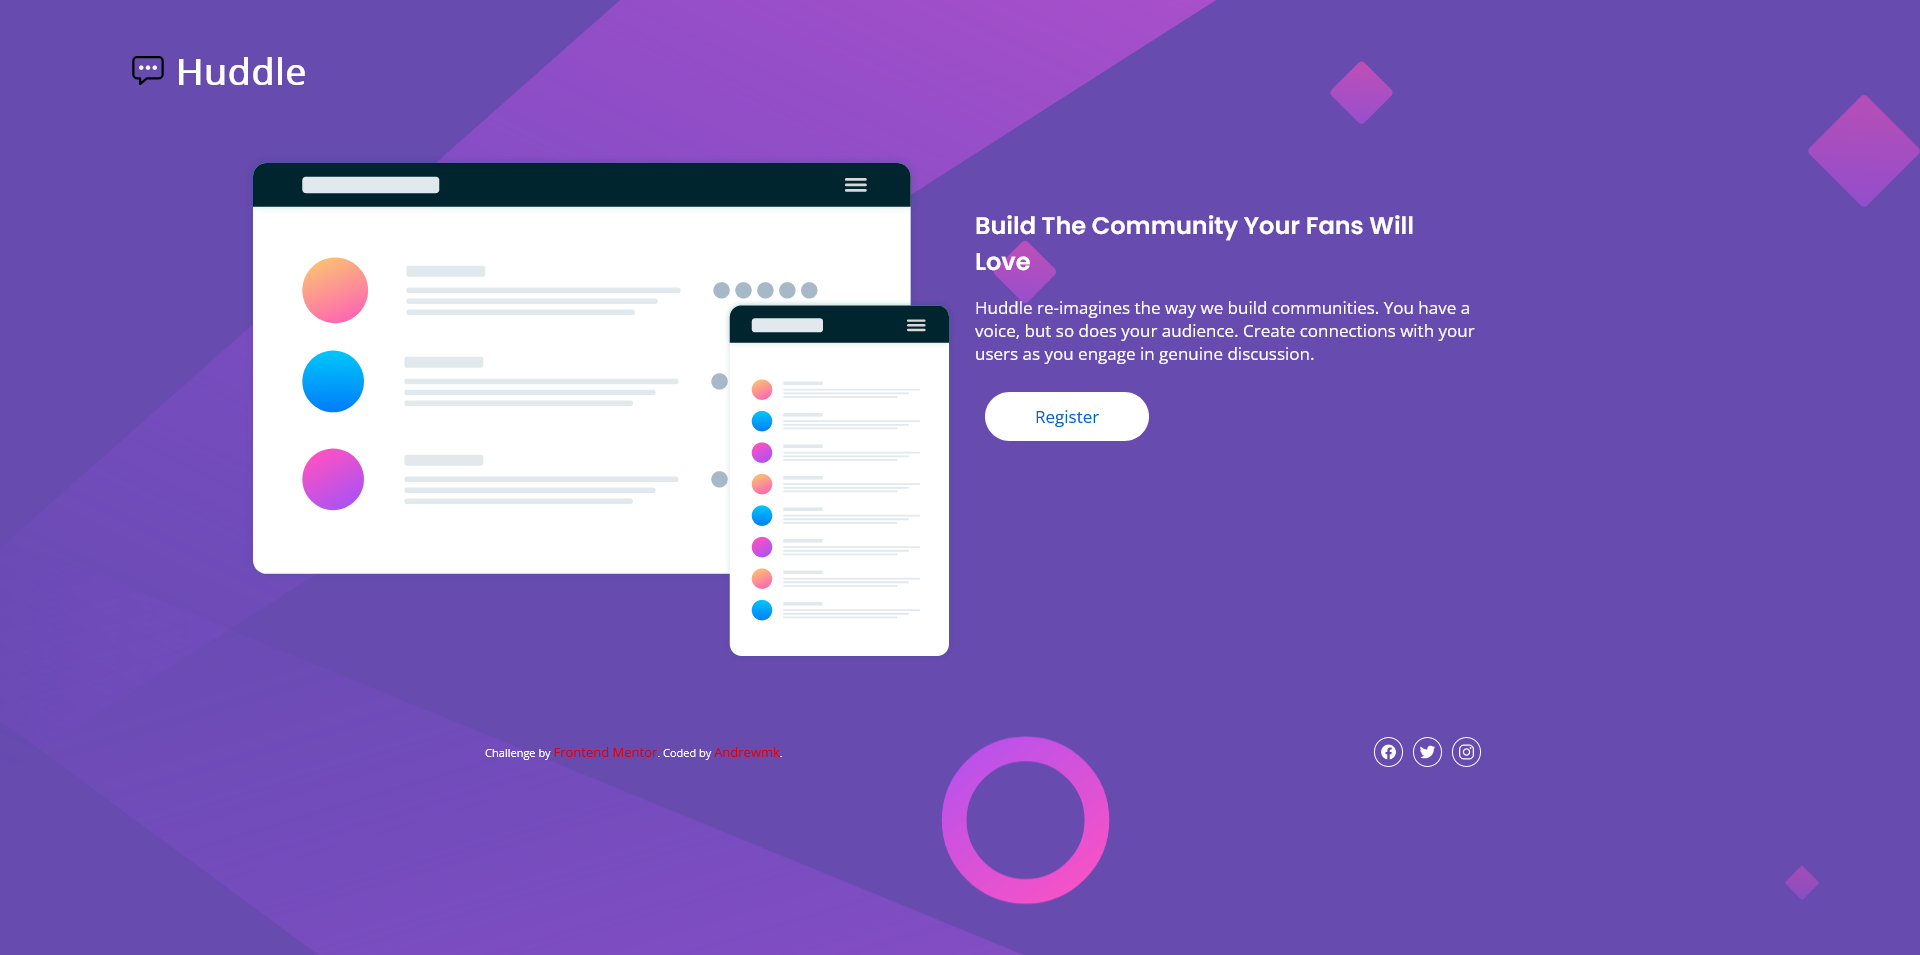 Huddle
Build The Community Your Fans Will
Love
Huddle re-imagines the way we build communities. You have a
voice, but so does your audience. Create connections with your
users as you engage in genuine discussion.
Register
Challenge by Frontend Mentor. Coded by Andrewmk.